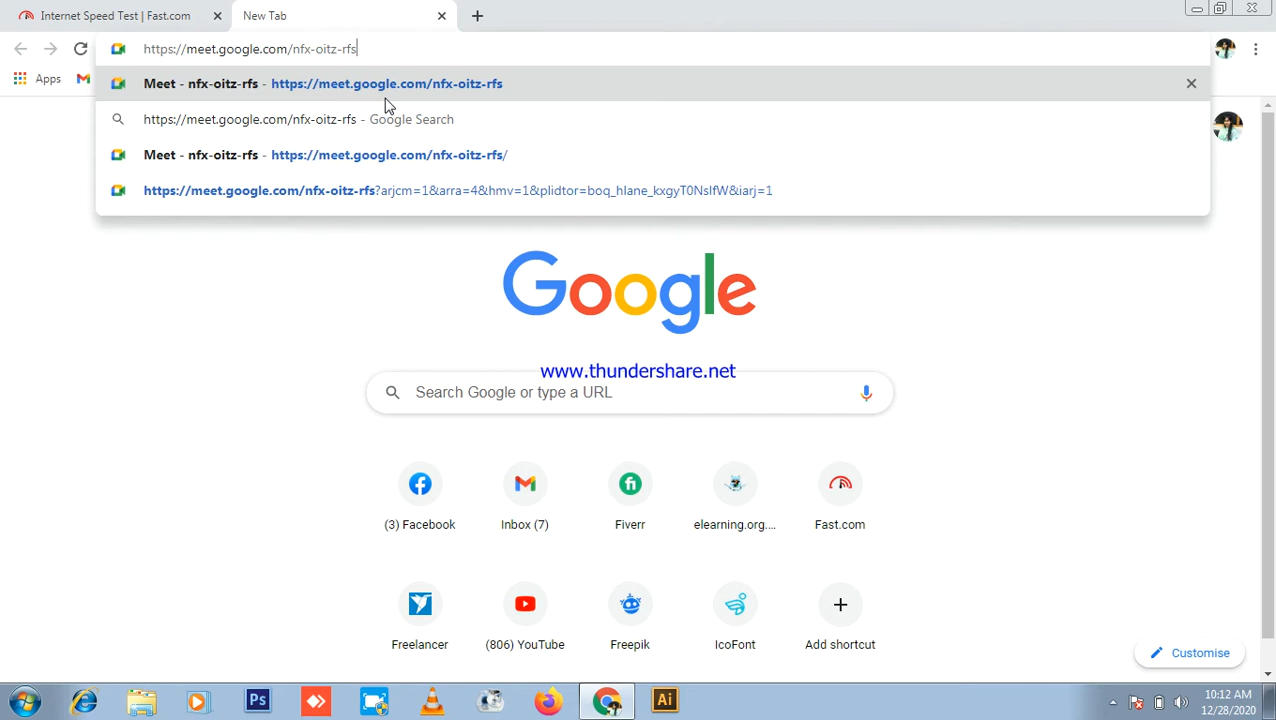 Internet Speed Test | Fast.com
New Tab
https://meet.google.com/nfx-oitz-rfs
Apps
Meet - nfx-oitz-rfs - https://meet.google.com/nfx-oitz-rfs
https://meet.google.com/nfx-oitz-rfs - Google Search
Meet - nfx-oitz-rfs - https://meet.google.com/nfx-oitz-rfs/
https://meet.google.com/nfx-oitz-rfs?arjcm=1&arra=4&hmv=1&plidtor=boq_hlane_kxgyT0NslfW&iarj=1
Google
www.thundershare.net
Search Google or type a URL
(3) Facebook
Inbox (7)
Fiverr
elearning.org....
Fast.com
Freelancer
(806) YouTube
Freepik
IcoFont
Add shortcut
Customise
Ps
Ai
10:12 AM
12/28/2020